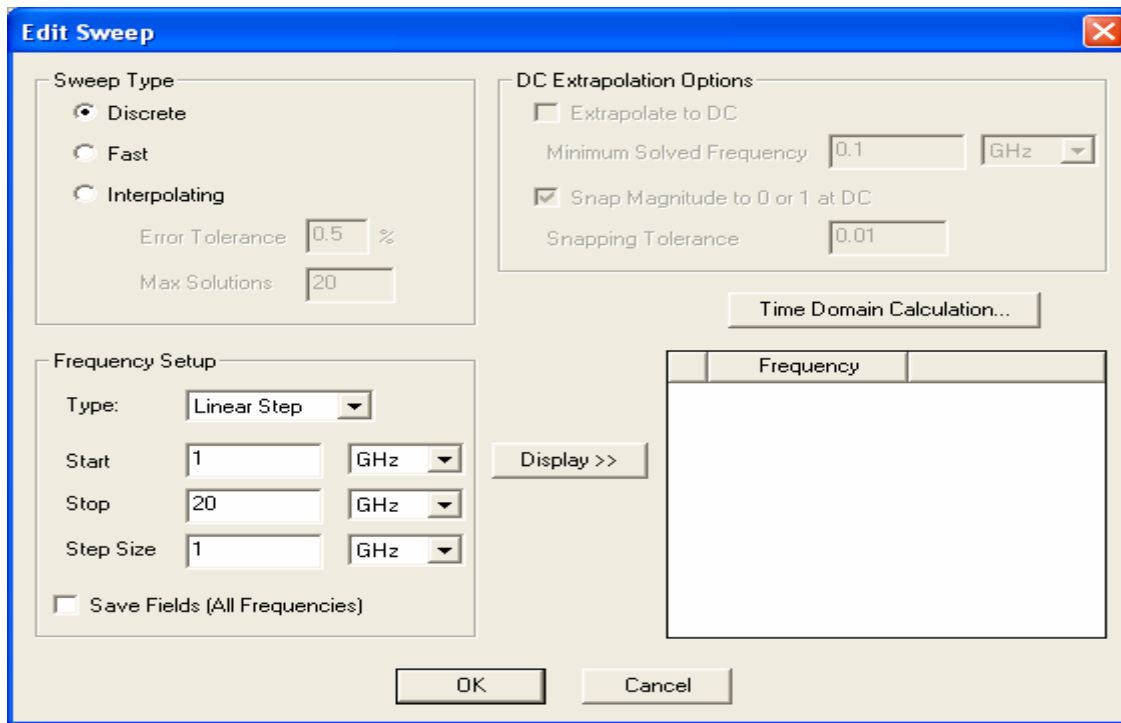 Edit Sweep
Sweep Type
Discrete
Fast
Interpolating
Error Tolerance 0.5 %
Max Solutions 20
DC Extrapolation Options
Extrapolate to DC
Minimum Solved Frequency 0.1 GHz
Snap Magnitude to 0 or 1 at DC
Snapping Tolerance 0.01
Time Domain Calculation...
Frequency Setup
Type: Linear Step
Start 1 GHz
Stop 20 GHz
Step Size 1 GHz
Save Fields (All Frequencies)
Display >>
Frequency
OK Cancel